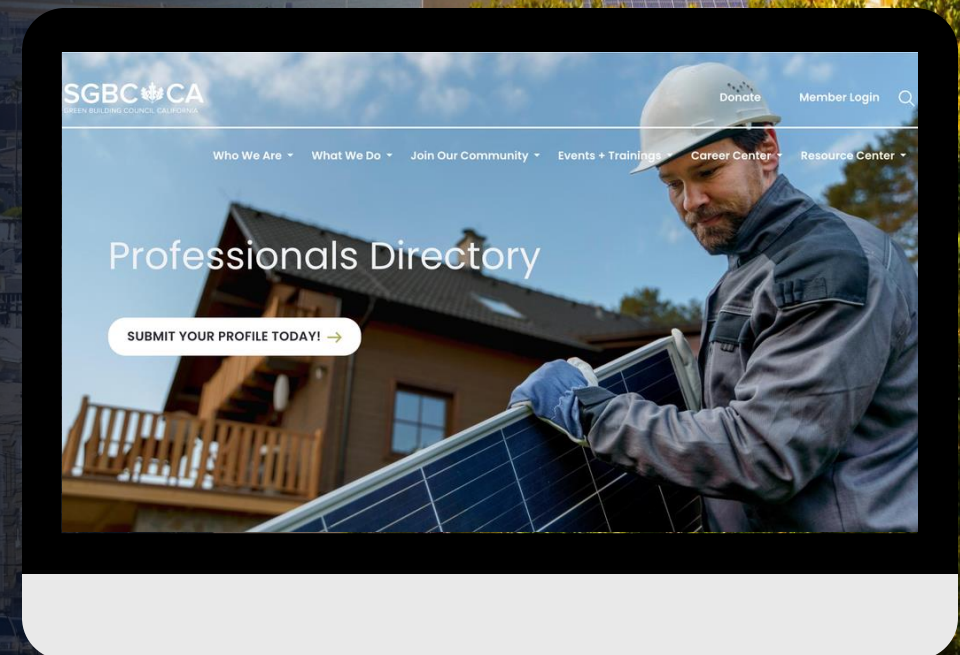 SGBC CA
GREEN BUILDING COUNCIL CALIFORNIA
Donate
Member Login
Who We Are
What We Do
Join Our Community
Events + Trainings
Career Center
Resource Center
Professionals Directory
SUBMIT YOUR PROFILE TODAY!